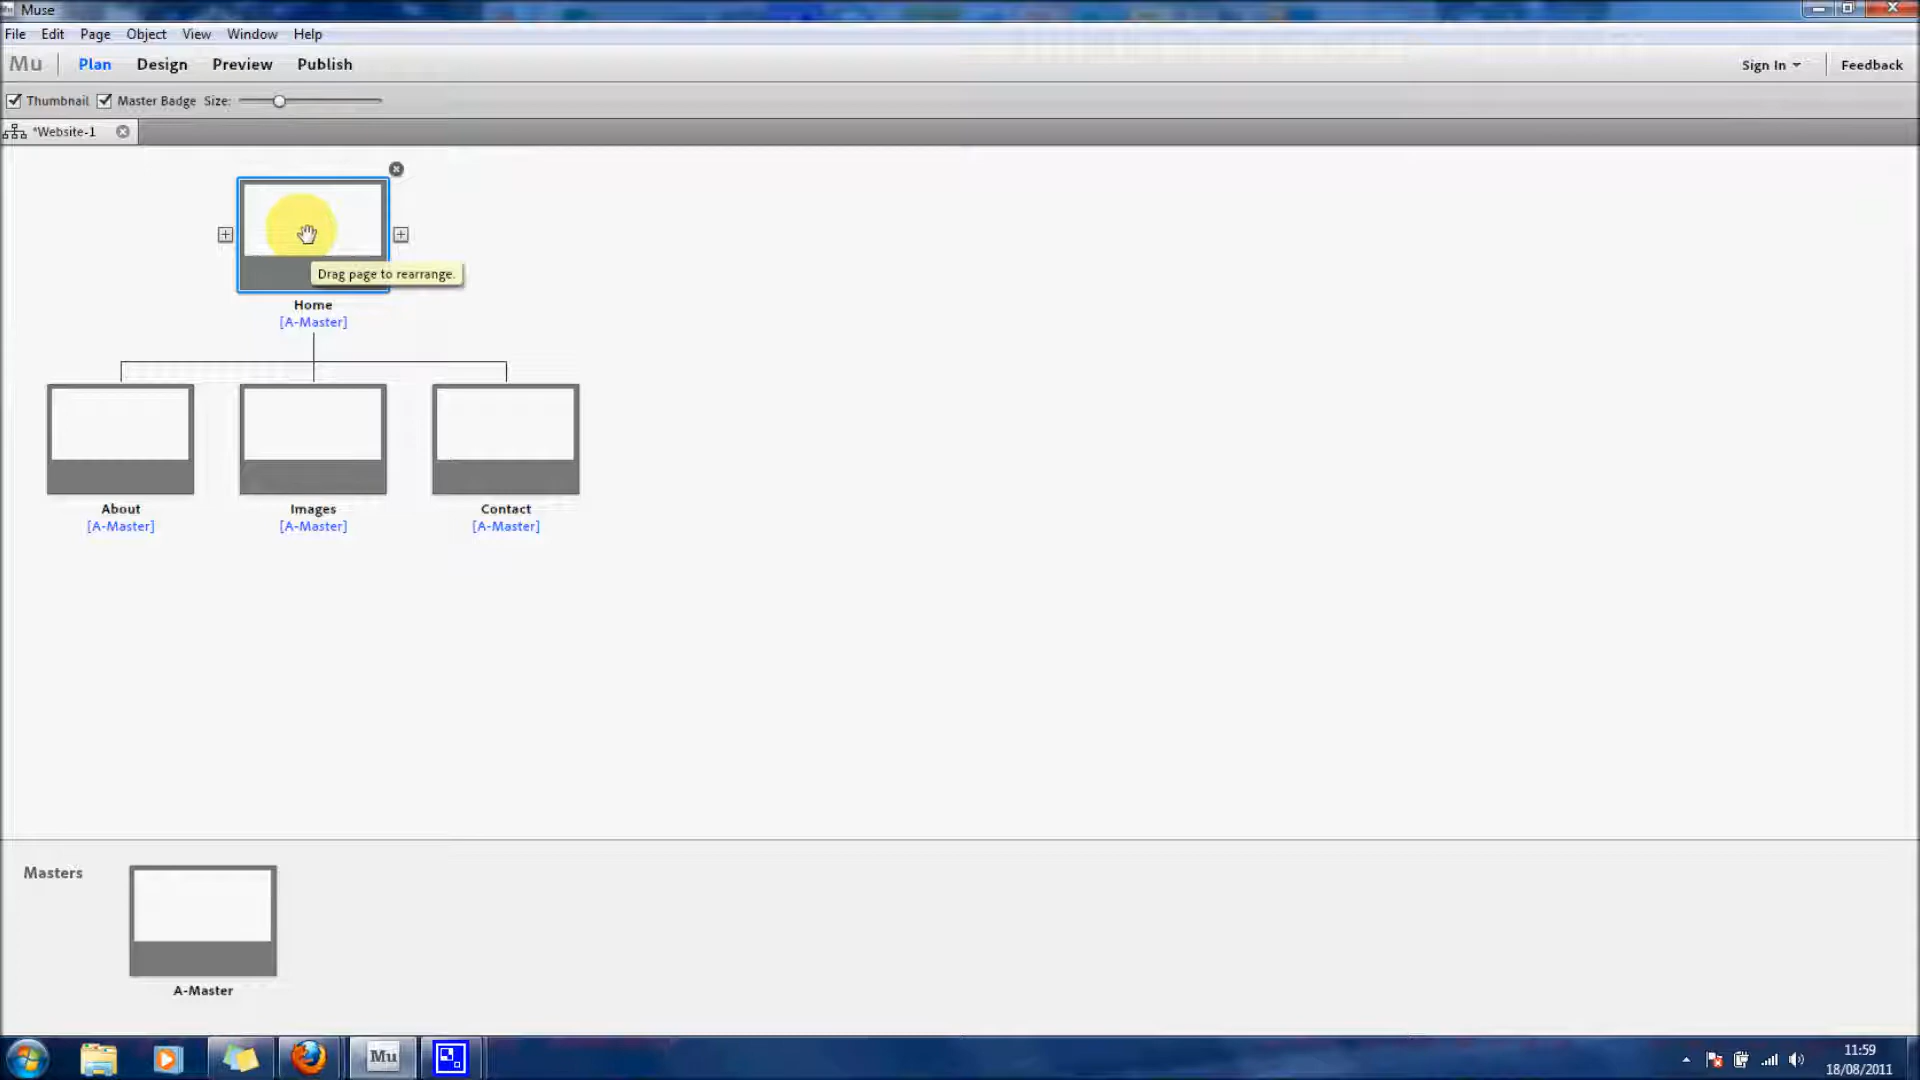 Mu Muse
File Edit Page Object View Window Help
Mu Plan Design Preview Publish Sign In Feedback
Thumbnail Master Badge Size:
*Website-1
Drag page to rearrange.
Home
[A-Master]
About Images Contact
[A-Master] [A-Master] [A-Master]
Masters
A-Master
Mu
11:59
18/08/2011